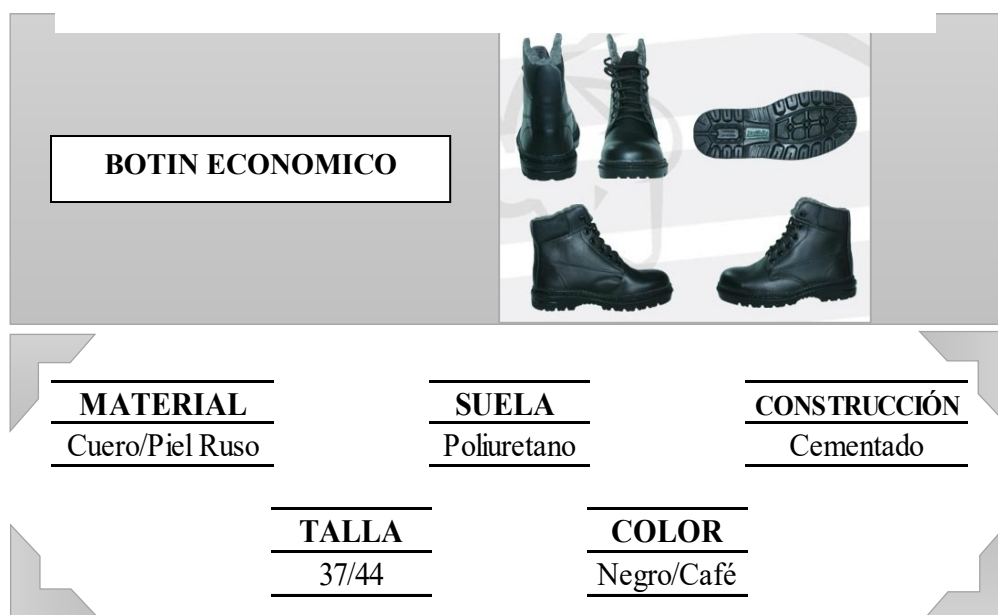 BOTIN ECONOMICO
MATERIAL
Cuero/Piel Ruso
SUELA
Poliuretano
CONSTRUCCIÓN
Cementado
TALLA
37/44
COLOR
Negro/Café